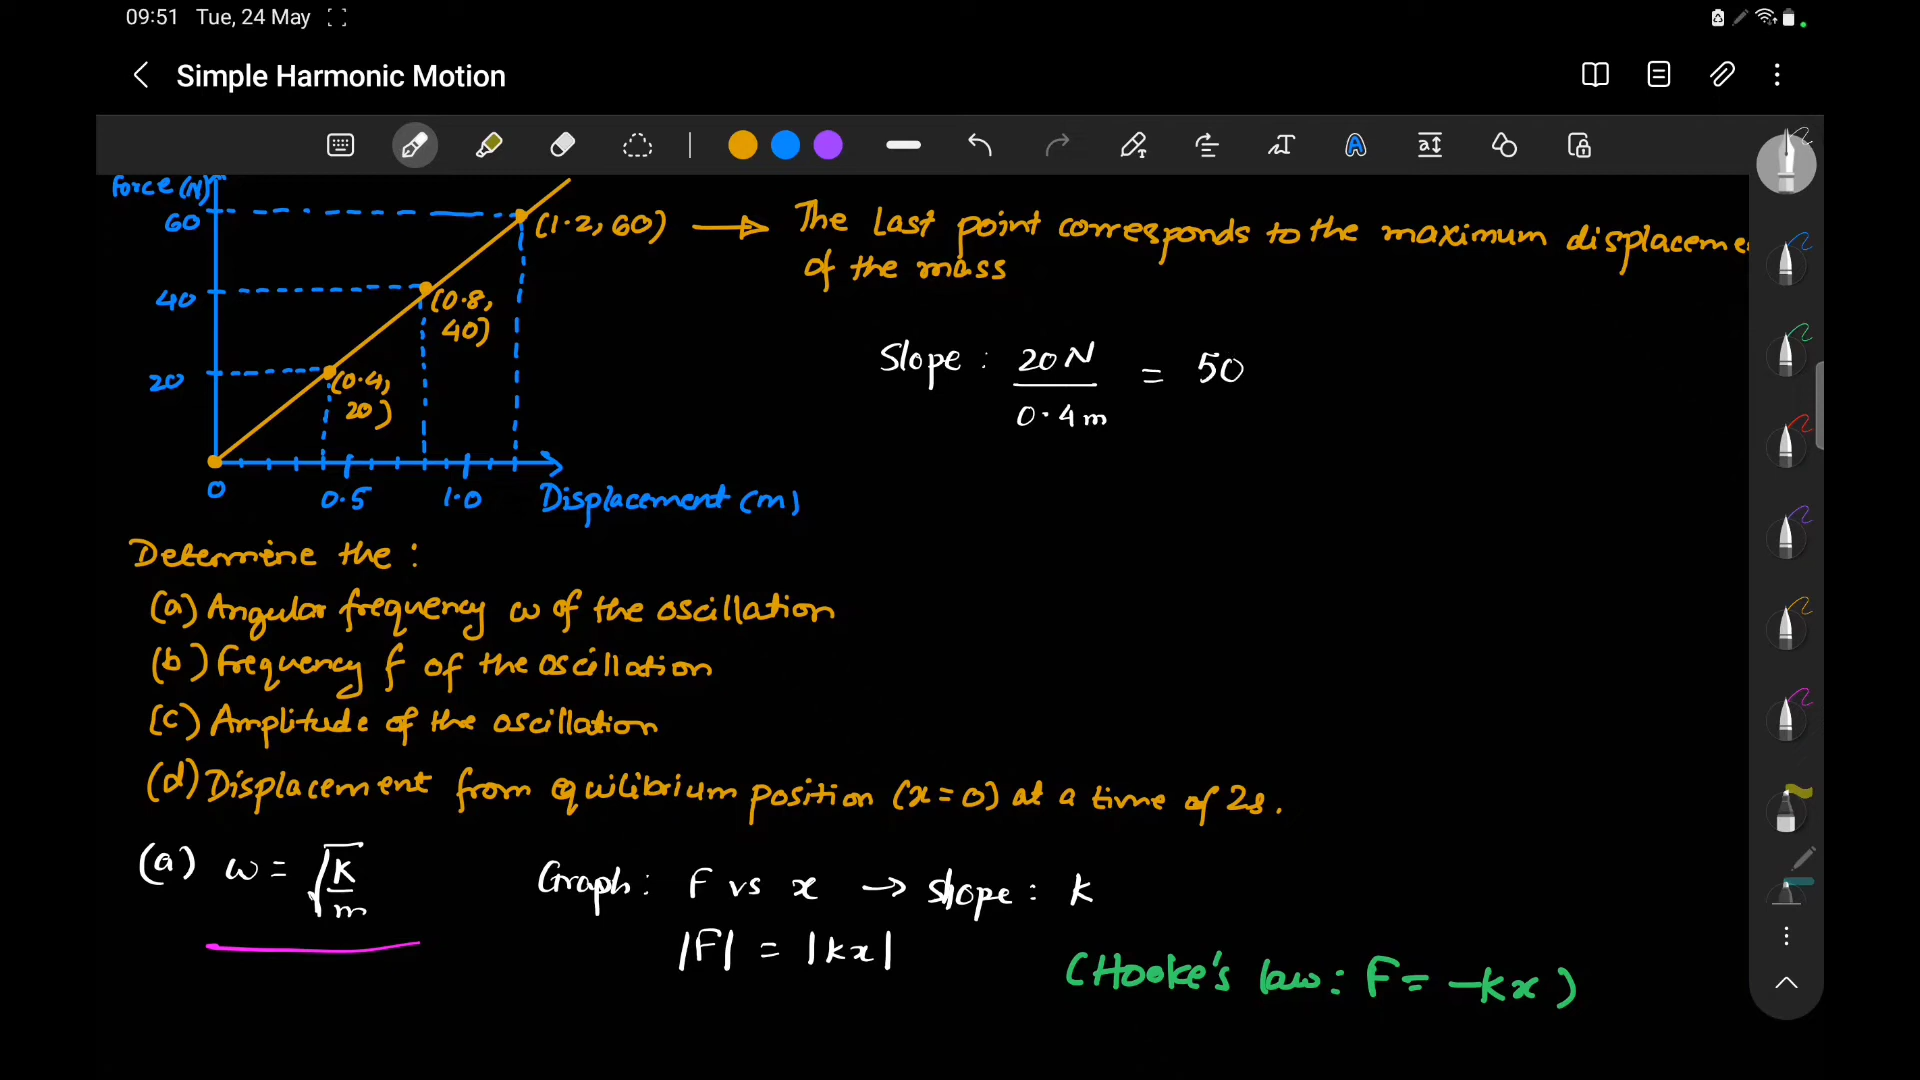 09:51 Tue, 24 May
Simple Harmonic Motion
Force (N)
60
(1.2, 60)
The Last point corresponds to the maximum displaceme
of the mass
40
(0.8,
40)
Slope : 20 N
0.4 m
= 50
20
(0.4,
20)
0
0.5
1.0
Displacement (m)
Determine the :
(a) Angular frequency ω of the oscillation
(b) Frequency f of the oscillation
(c) Amplitude of the oscillation
(d) Displacement from equilibrium position (x = 0) at a time of 2s.
(a) ω = √k/m
Graph : F vs x → slope : k
|F| = |kx|
(Hooke's law : F = -kx)